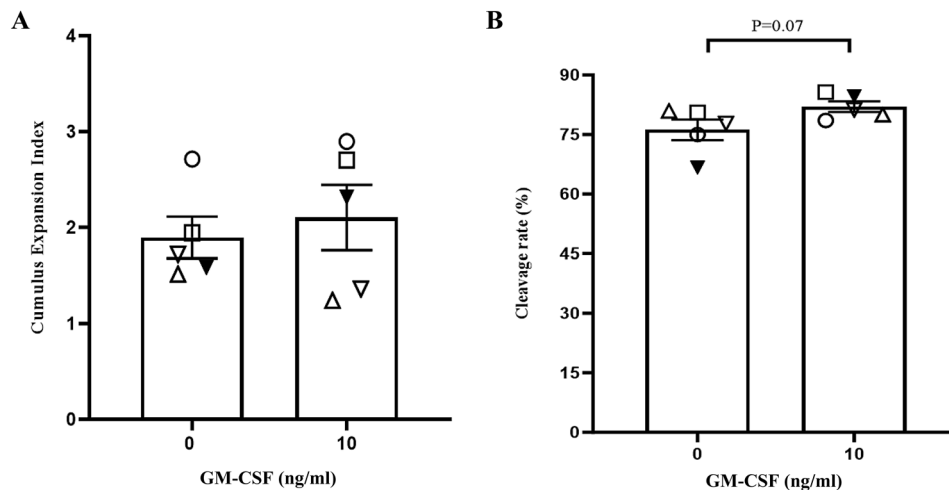 A
Cumulus Expansion Index
4
3
2
1
0
0
10
GM-CSF (ng/ml)
B
P=0.07
Cleavage rate (%)
90
75
60
45
30
15
0
0
10
GM-CSF (ng/ml)